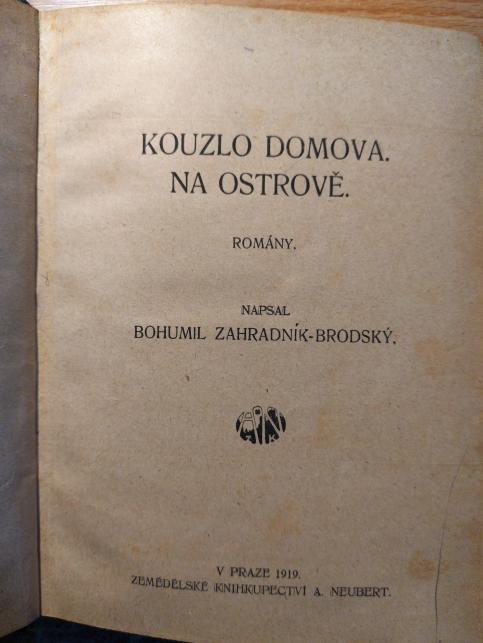 KOUZLO DOMOVA.
NA OSTROVĚ.
ROMÁNY.
NAPSAL
BOHUMIL ZAHRADNÍK-BRODSKÝ.
V PRAZE 1919.
ZEMĚDĚLSKÉ KNIHKUPECTVÍ A. NEUBERT.